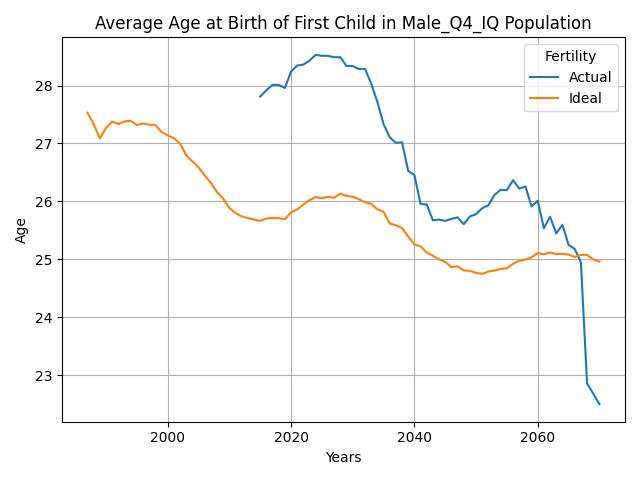 Average Age at Birth of First Child in Male_Q4_IQ Population
Fertility
Actual
Ideal
Age
28
27
26
25
24
23
2000
2020
2040
2060
Years